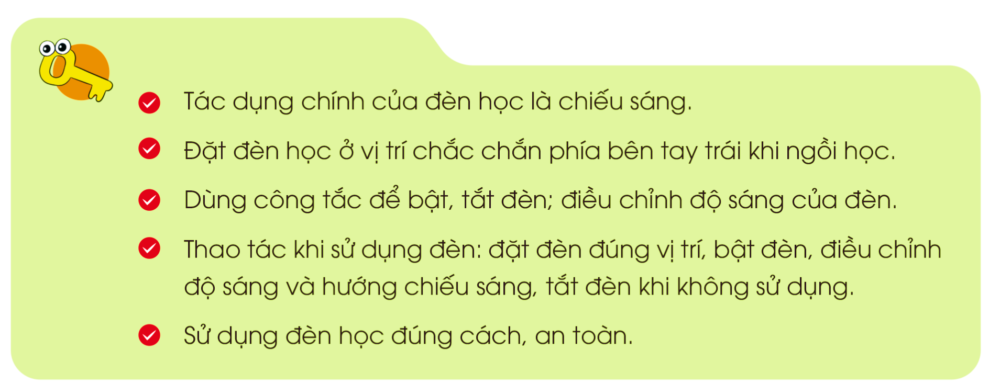 Tác dụng chính của đèn học là chiếu sáng.
Đặt đèn học ở vị trí chắc chắn phía bên tay trái khi ngồi học.
Dùng công tắc để bật, tắt đèn; điều chỉnh độ sáng của đèn.
Thao tác khi sử dụng đèn: đặt đèn đúng vị trí, bật đèn, điều chỉnh
độ sáng và hướng chiếu sáng, tắt đèn khi không sử dụng.
Sử dụng đèn học đúng cách, an toàn.